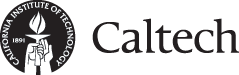 CALIFORNIA INSTITUTE OF TECHNOLOGY
1891
Caltech